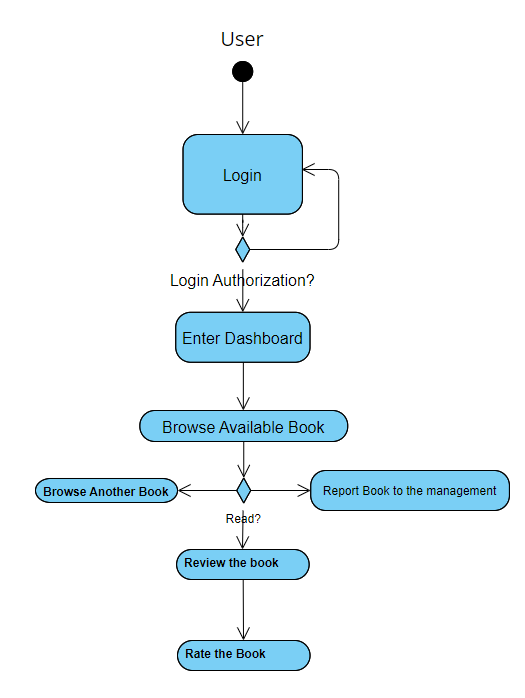 User
Login
Login Authorization?
Enter Dashboard
Browse Available Book
Browse Another Book
Report Book to the management
Read?
Review the book
Rate the Book